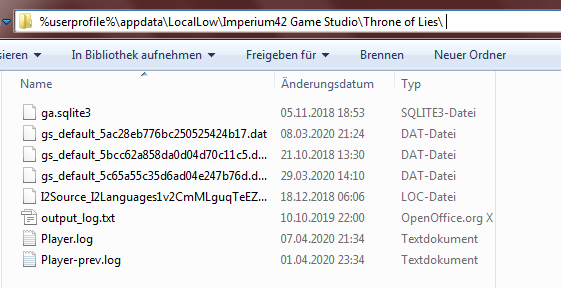 %userprofile%\appdata\LocalLow\Imperium42 Game Studio\Throne of Lies\
sieren In Bibliothek aufnehmen Freigeben für Brennen Neuer Ordner
Name Änderungsdatum Typ
ga.sqlite3 05.11.2018 18:53 SQLITE3-Datei
gs_default_5ac28eb776bc250525424b17.dat 08.03.2020 21:24 DAT-Datei
gs_default_5bcc62a858da0d04d70c11c5.d... 21.10.2018 13:30 DAT-Datei
gs_default_5c65a55c35d6ad04e247b76d.d... 29.03.2020 14:10 DAT-Datei
I2Source_I2Languages1v2CmMLguqTeEZ... 18.12.2018 06:06 LOC-Datei
output_log.txt 10.10.2019 22:00 OpenOffice.org X
Player.log 07.04.2020 21:34 Textdokument
Player-prev.log 01.04.2020 23:34 Textdokument